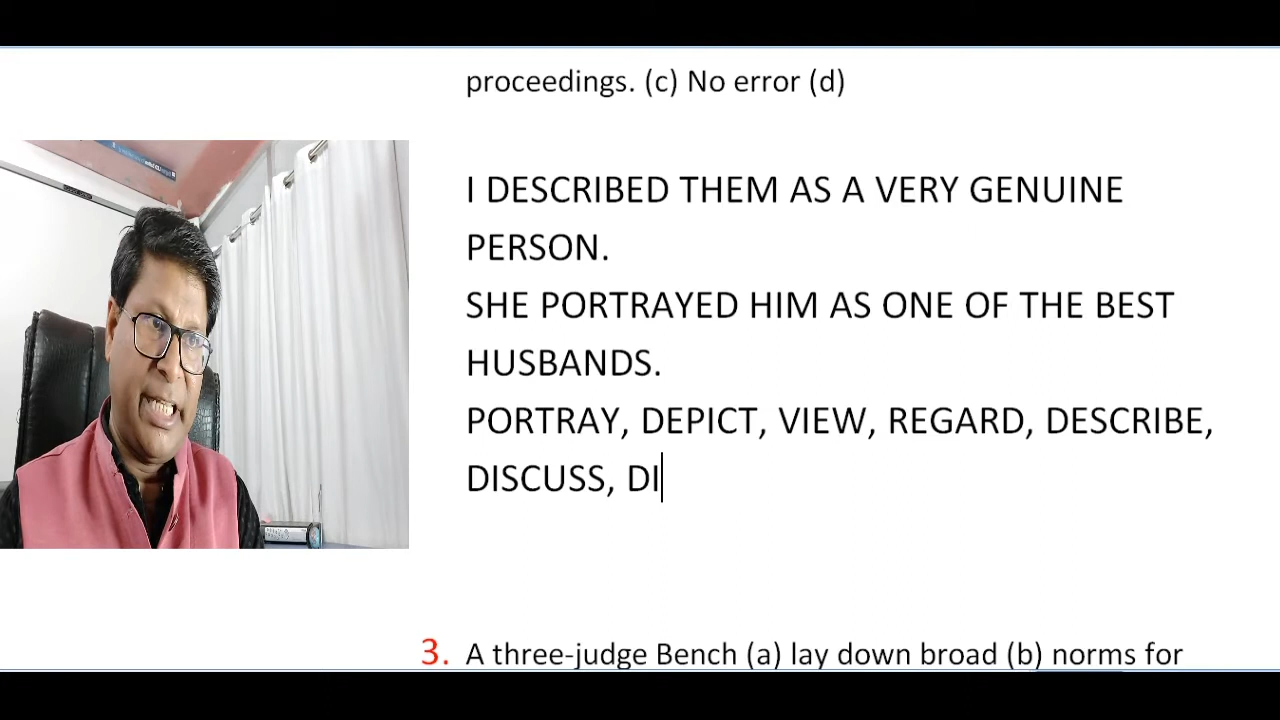 proceedings. (c) No error (d)
I DESCRIBED THEM AS A VERY GENUINE
PERSON.
SHE PORTRAYED HIM AS ONE OF THE BEST
HUSBANDS.
PORTRAY, DEPICT, VIEW, REGARD, DESCRIBE,
DISCUSS, DI
3. A three-judge Bench (a) lay down broad (b) norms for